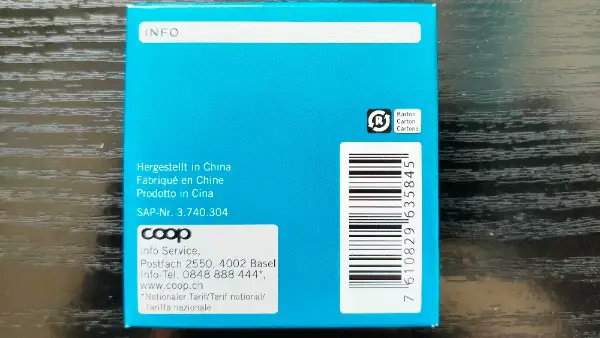 INFO
R
Karton
Carton
Cartone
Hergestellt in China
Fabriqué en Chine
Prodotto in Cina
SAP-Nr. 3.740.304
coop
Info Service,
Postfach 2550, 4002 Basel
Info-Tel. 0848 888 444*,
www.coop.ch
*Nationaler Tarif/Tarif national/
Tariffa nazionale
7 610829 635845